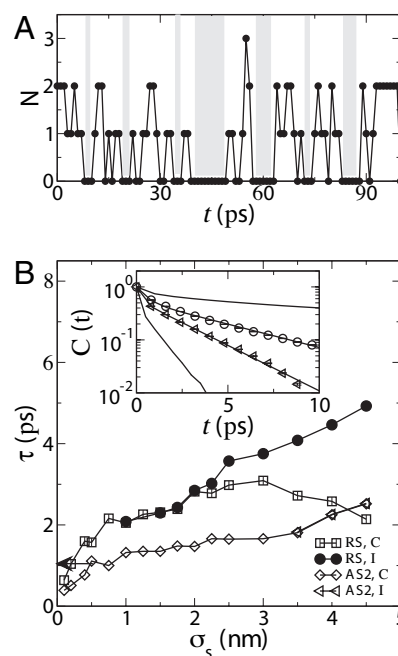 A
3
2
N
1
0
0 30 60 90
t (ps)
B
8
6
τ (ps)
4
2
0
10⁰
C (t)
10⁻¹
10⁻²
0 5 10
t (ps)
RS, C
RS, I
AS2, C
AS2, I
0 1 2 3 4 5
σs (nm)